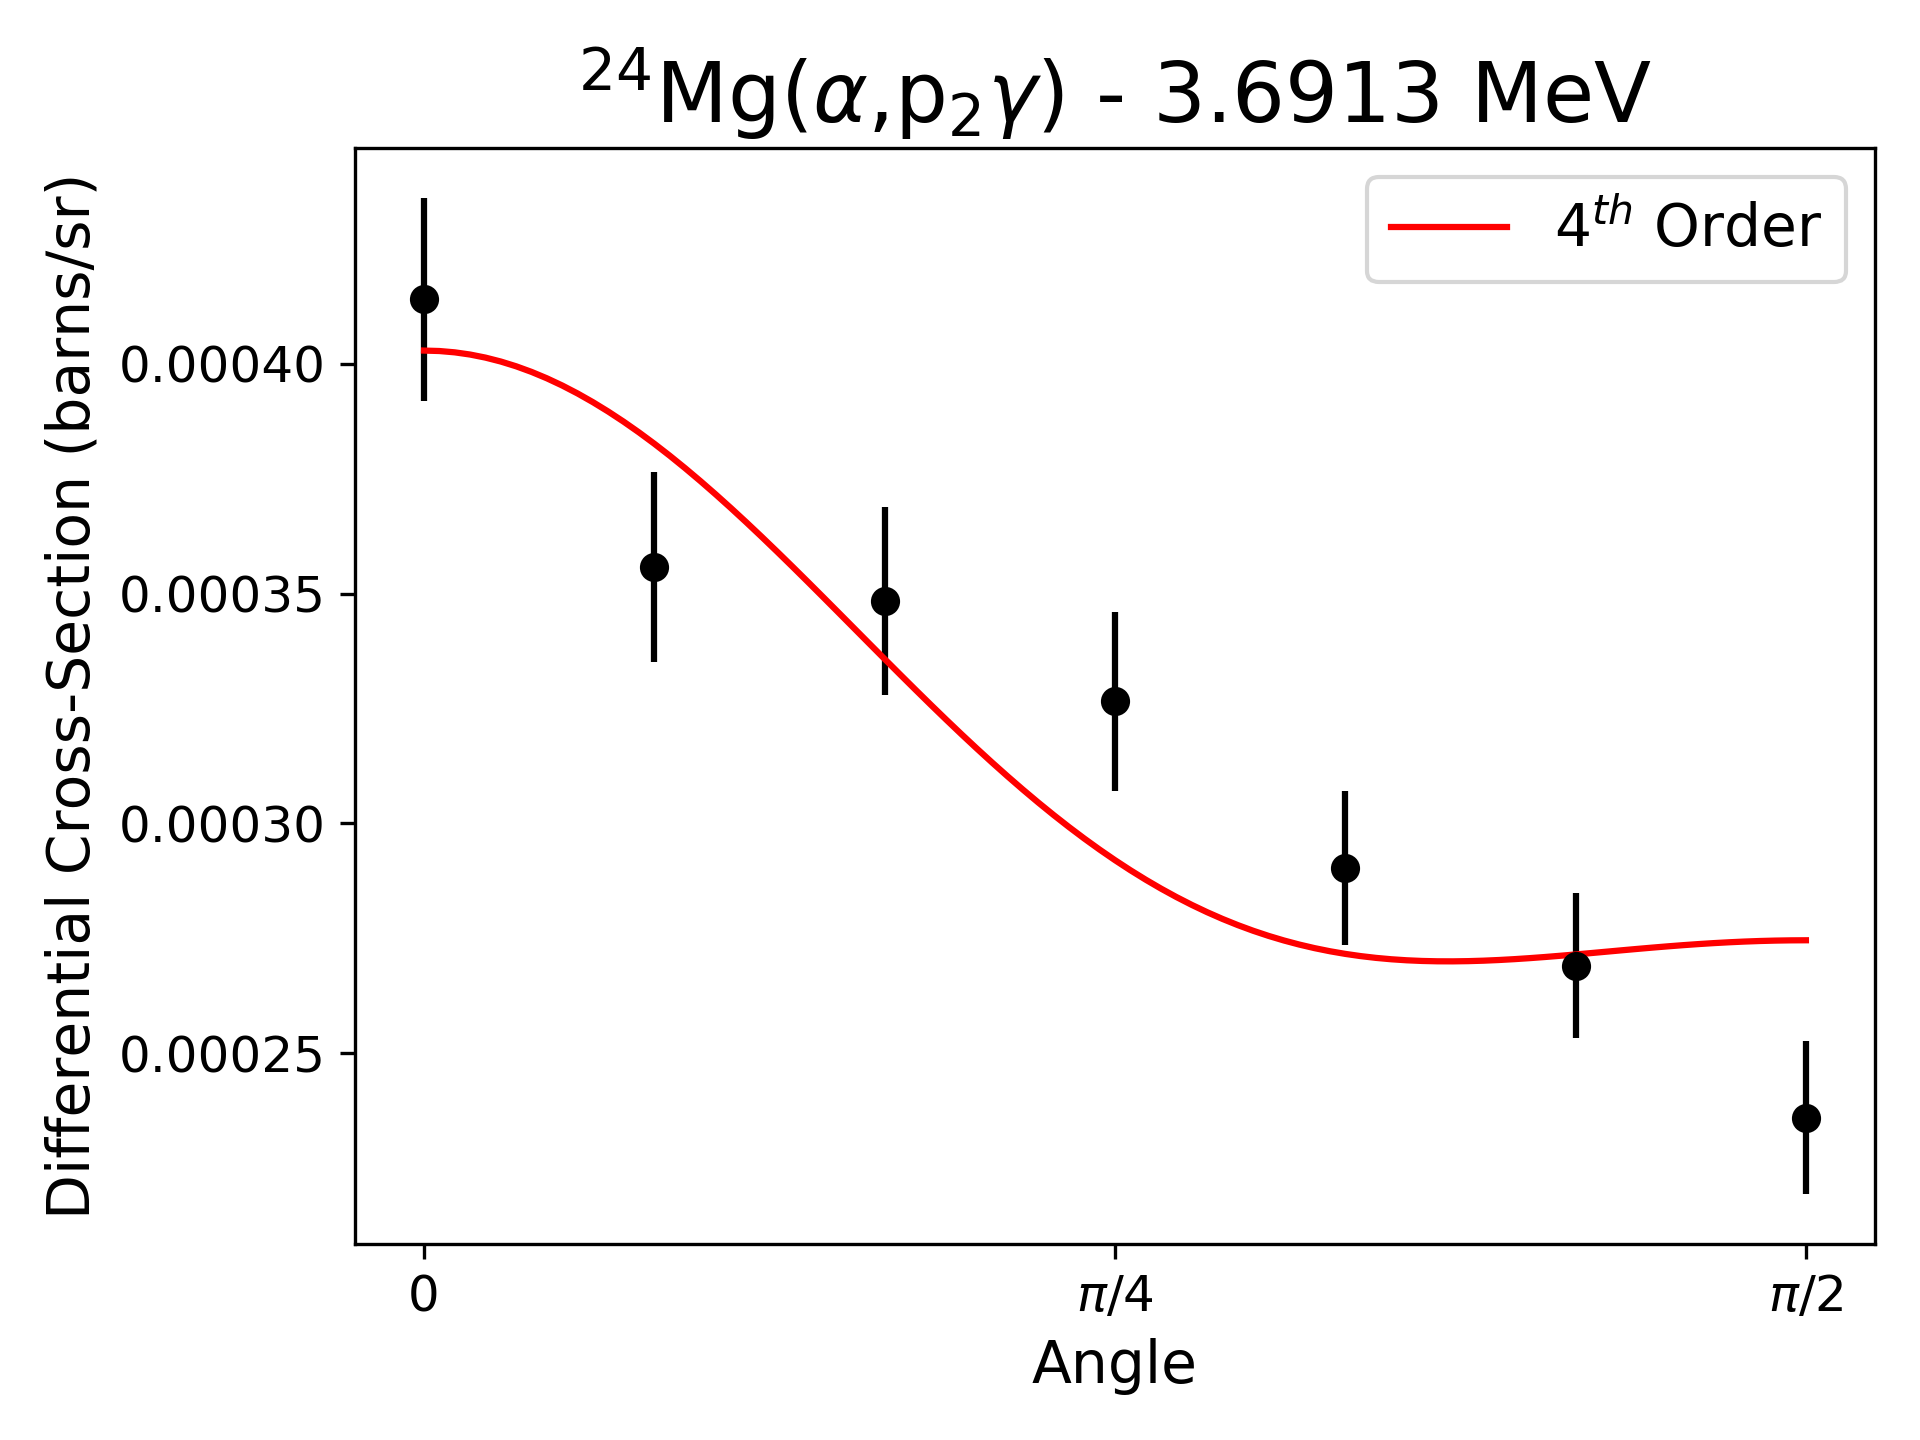 ²⁴Mg(α,p₂γ) - 3.6913 MeV
4ᵗʰ Order
Differential Cross-Section (barns/sr)
0.00040
0.00035
0.00030
0.00025
0
π/4
π/2
Angle